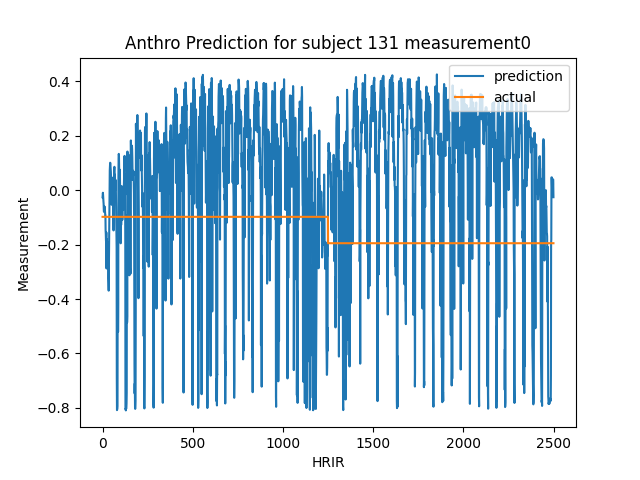 Anthro Prediction for subject 131 measurement0
prediction
actual
0.4
0.2
0.0
−0.2
−0.4
−0.6
−0.8
Measurement
0
500
1000
1500
2000
2500
HRIR